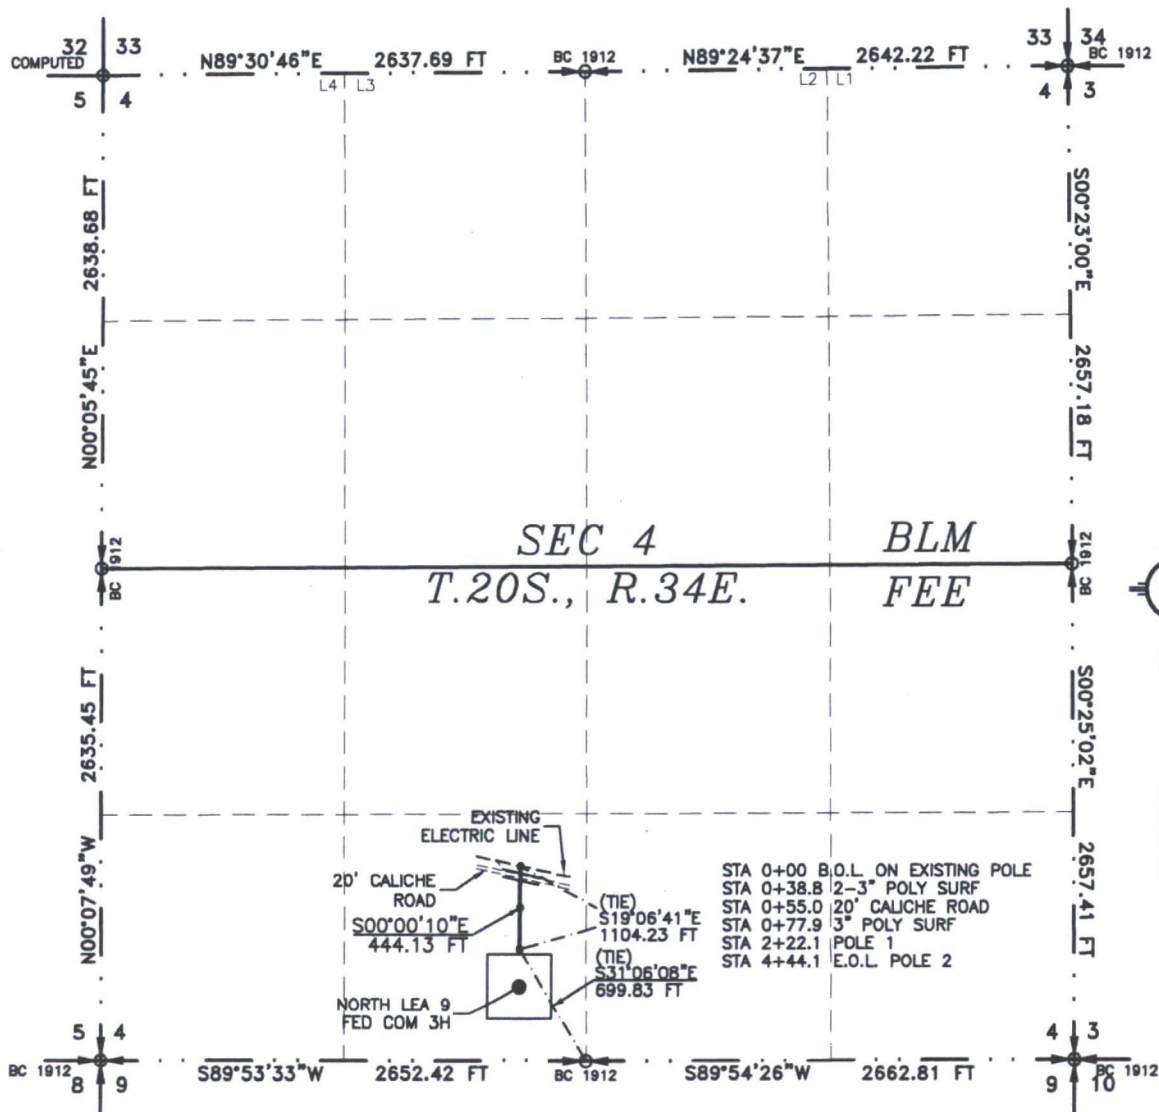 32 33
COMPUTED
5 4
N89°30'46"E 2637.69 FT
L4 L3
BC 1912
N89°24'37"E 2642.22 FT
L2 L1
33 34
BC 1912
4 3
2638.68 FT
N00°05'45"E
S00°23'00"E
2657.18 FT
BC 1912
SEC 4 BLM
T.20S., R.34E. FEE
BC 1912
2635.45 FT
N00°07'49"W
S00°25'02"E
2657.41 FT
EXISTING
ELECTRIC LINE
20' CALICHE
ROAD
S00°00'10"E
444.13 FT
(TIE)
S19°06'41"E
1104.23 FT
(TIE)
S31°06'08"E
699.83 FT
NORTH LEA 9
FED COM 3H
STA 0+00 B.O.L. ON EXISTING POLE
STA 0+38.8 2-3" POLY SURF
STA 0+55.0 20' CALICHE ROAD
STA 0+77.9 3" POLY SURF
STA 2+22.1 POLE 1
STA 4+44.1 E.O.L. POLE 2
5 4
BC 1912
8 9
S89°53'33"W 2652.42 FT
BC 1912
S89°54'26"W 2662.81 FT
4 3
BC 1912
9 10